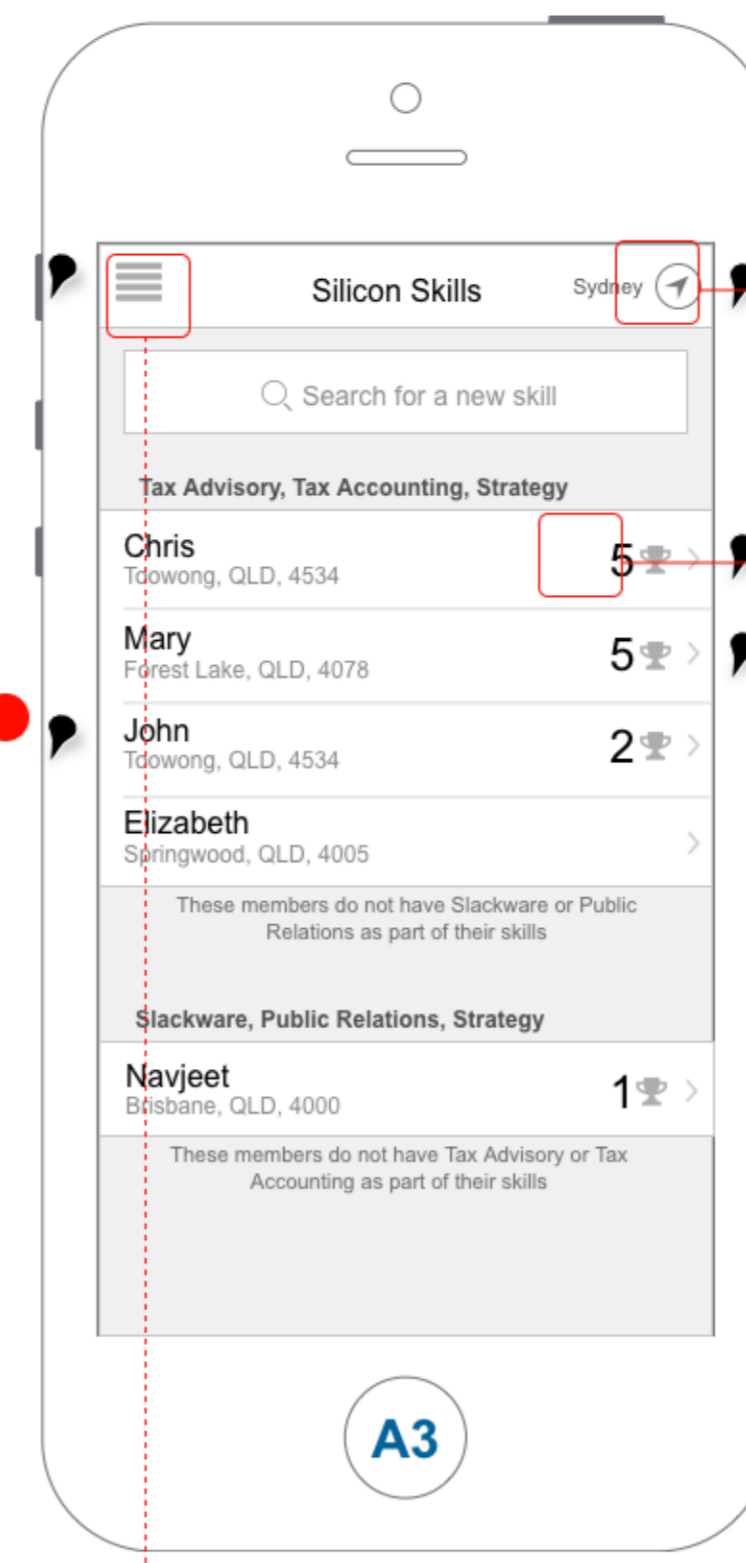 Silicon Skills
Sydney
Search for a new skill
Tax Advisory, Tax Accounting, Strategy
Chris
5
Toowong, QLD, 4534
Mary
5
Forest Lake, QLD, 4078
John
2
Toowong, QLD, 4534
Elizabeth
Springwood, QLD, 4005
These members do not have Slackware or Public
Relations as part of their skills
Slackware, Public Relations, Strategy
Navjeet
1
Brisbane, QLD, 4000
These members do not have Tax Advisory or Tax
Accounting as part of their skills
A3